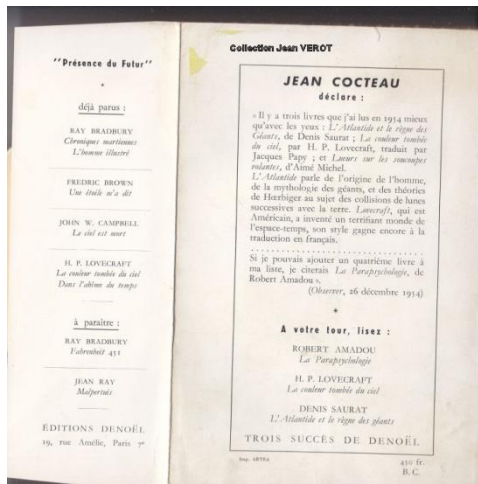 "Présence du Futur"
déjà parus :
RAY BRADBURY
Chroniques martiennes
L'homme illustré
FREDRIC BROWN
Une étoile m'a dit
JOHN W. CAMPBELL
Le ciel est mort
H. P. LOVECRAFT
La couleur tombée du ciel
Dans l'abîme du temps
à paraître :
RAY BRADBURY
Fahrenheit 451
JEAN RAY
Malpertuis
ÉDITIONS DENOËL
19, rue Amélie, Paris 7e
Collection Jean VEROT
JEAN COCTEAU
déclare :
« Il y a trois livres que j'ai lus en 1954 mieux
qu'avec les yeux : L'Atlantide et le règne des
Géants, de Denis Saurat ; La couleur tombée
du ciel, par H. P. Lovecraft, traduit par
Jacques Papy ; et Lueurs sur les soucoupes
volantes, d'Aimé Michel.
L'Atlantide parle de l'origine de l'homme,
de la mythologie des géants, et des théories
de Hœrbiger au sujet des collisions de lunes
successives avec la terre. Lovecraft, qui est
Américain, a inventé un terrifiant monde de
l'espace-temps, son style gagne encore à la
traduction en français.
Si je pouvais ajouter un quatrième livre à
ma liste, je citerais La Parapsychologie, de
Robert Amadou ».
(Observer, 26 décembre 1954)
A votre tour, lisez :
ROBERT AMADOU
La Parapsychologie
H. P. LOVECRAFT
La couleur tombée du ciel
DENIS SAURAT
L'Atlantide et le règne des géants
TROIS SUCCÈS DE DENOËL
Imp. ARTRA
450 fr.
B. C.